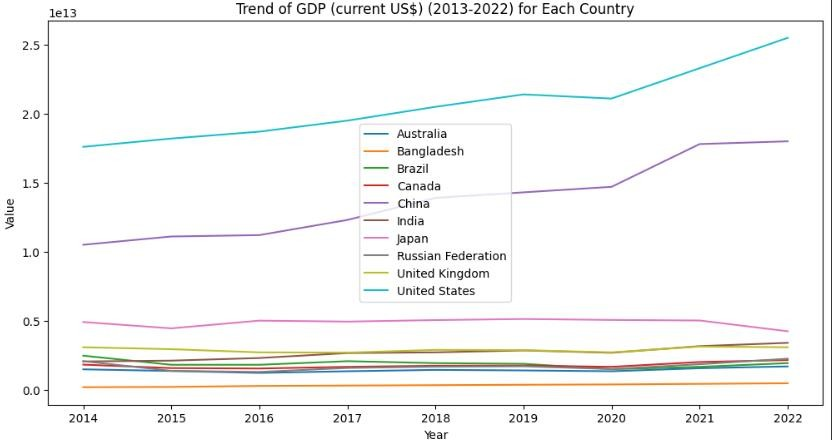 Trend of GDP (current US$) (2013-2022) for Each Country
1e13
2.5
2.0
1.5
1.0
0.5
0.0
Value
Australia
Bangladesh
Brazil
Canada
China
India
Japan
Russian Federation
United Kingdom
United States
2014 2015 2016 2017 2018 2019 2020 2021 2022
Year